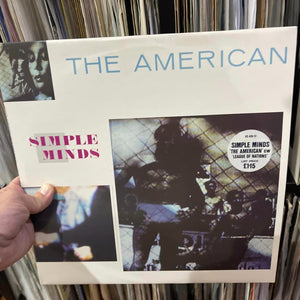 THE AMERICAN
SIMPLE
MINDS
SIMPLE MINDS
'THE AMERICAN' c/w
'LEAGUE OF NATIONS'
£1.15